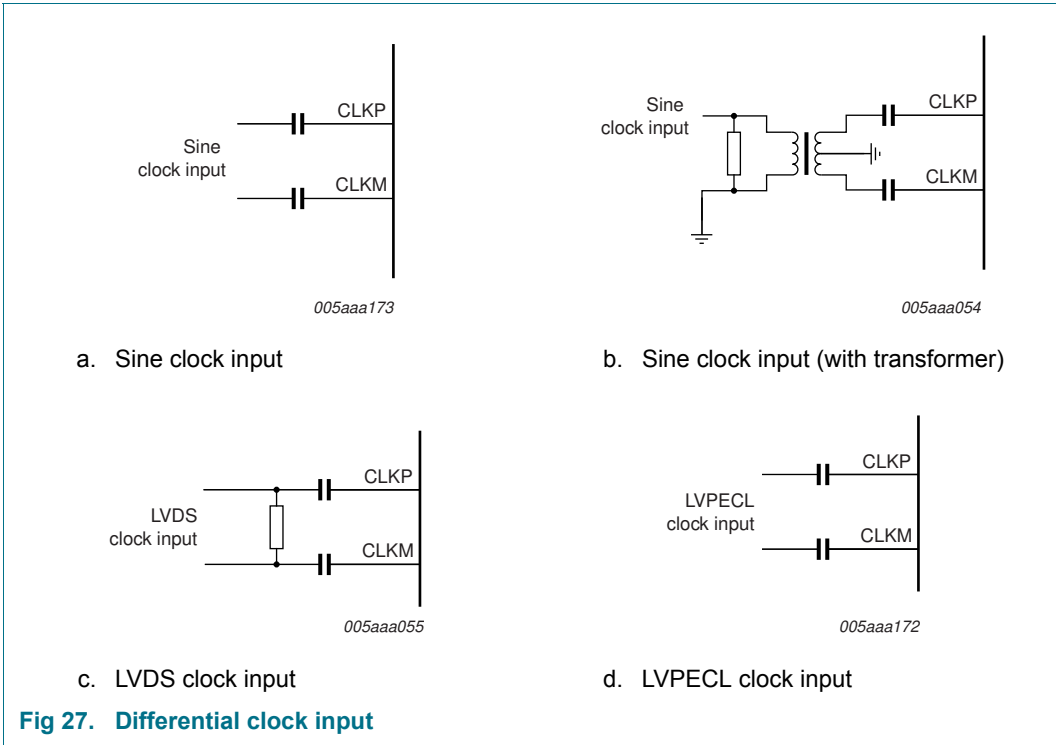 CLKP
Sine
clock input
CLKM
005aaa173
a. Sine clock input
Sine
clock input
CLKP
CLKM
005aaa054
b. Sine clock input (with transformer)
LVDS
clock input
CLKP
CLKM
005aaa055
c. LVDS clock input
CLKP
LVPECL
clock input
CLKM
005aaa172
d. LVPECL clock input
Fig 27. Differential clock input